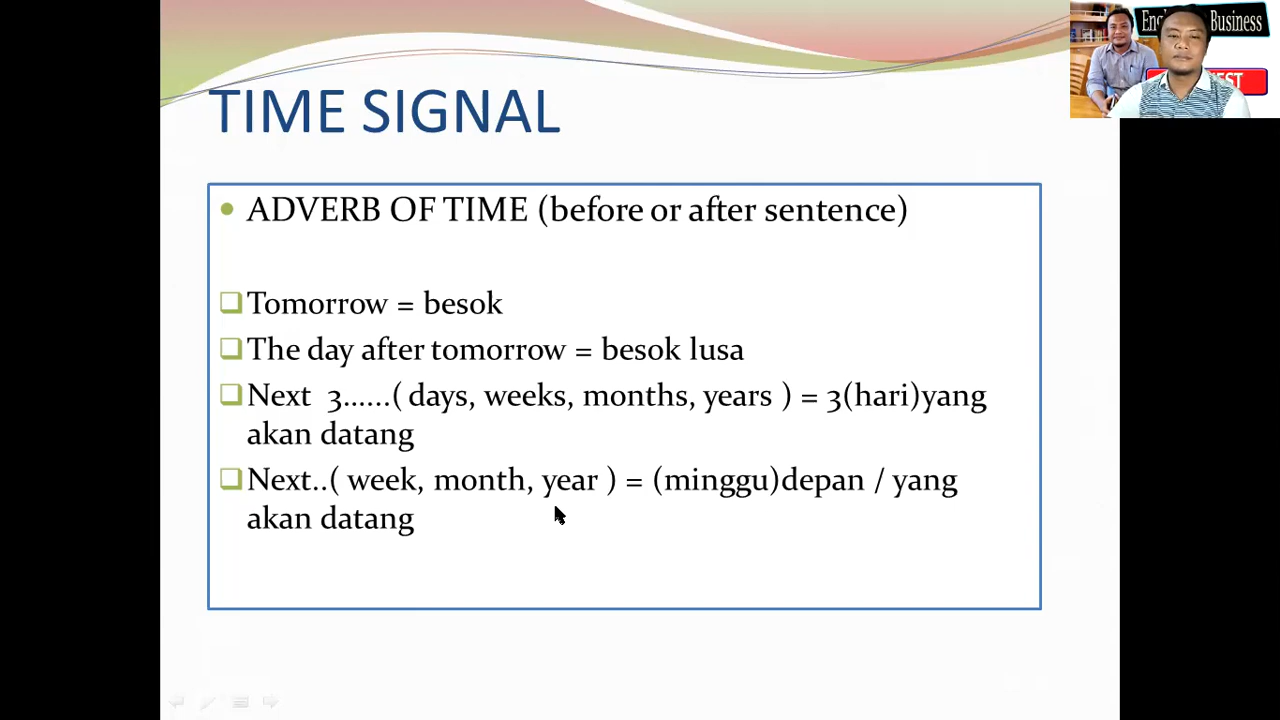 English Business
TIME SIGNAL
ADVERB OF TIME (before or after sentence)
Tomorrow = besok
The day after tomorrow = besok lusa
Next 3......( days, weeks, months, years ) = 3(hari)yang
akan datang
Next..( week, month, year ) = (minggu)depan / yang
akan datang